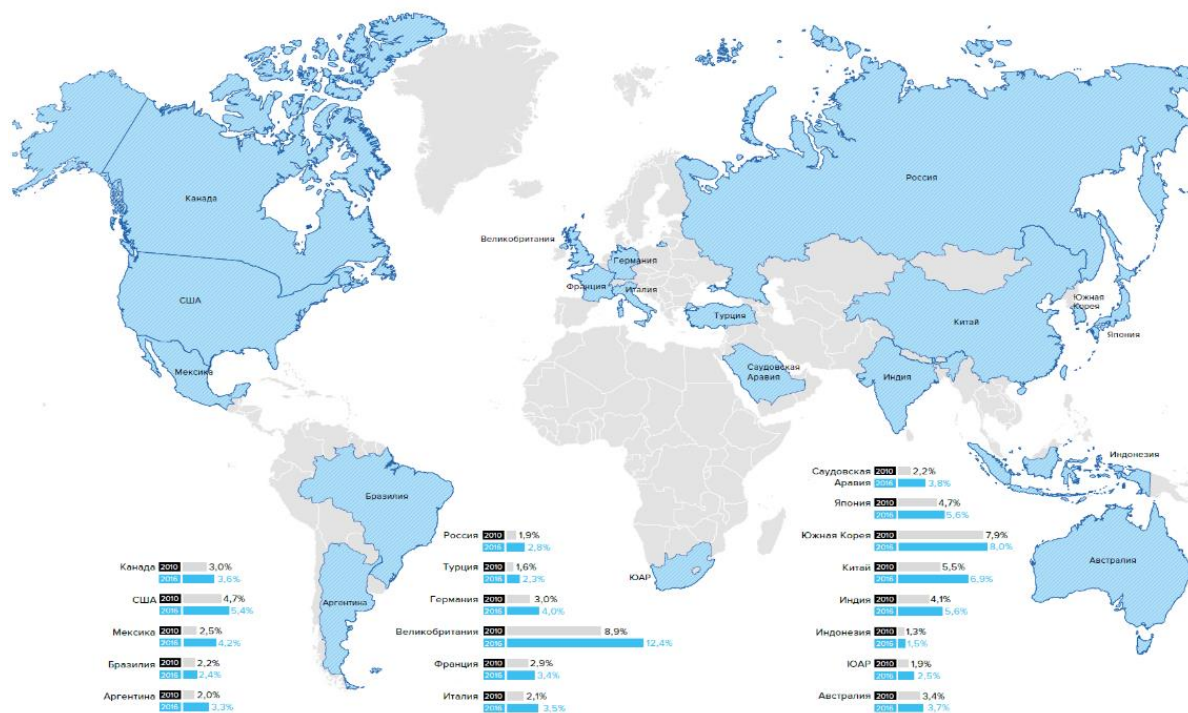 Канада
Россия
Великобритания
Германия
США
Франция
Италия
Южная
Корея
Турция
Китай
Япония
Мексика
Саудовская
Аравия
Индия
Индонезия
Бразилия
ЮАР
Австралия
Аргентина
Канада 2010 3,0%
2016 3,6%
США 2010 4,7%
2016 5,4%
Мексика 2010 2,5%
2016 4,2%
Бразилия 2010 2,2%
2016 2,4%
Аргентина 2010 2,0%
2016 3,3%
Россия 2010 1,9%
2016 2,8%
Турция 2010 1,6%
2016 2,3%
Германия 2010 3,0%
2016 4,0%
Великобритания 2010 8,9%
2016 12,4%
Франция 2010 2,9%
2016 3,4%
Италия 2010 2,1%
2016 3,5%
Саудовская 2010 2,2%
Аравия 2016 3,8%
Япония 2010 4,7%
2016 5,6%
Южная Корея 2010 7,9%
2016 8,0%
Китай 2010 5,5%
2016 6,9%
Индия 2010 4,1%
2016 5,6%
Индонезия 2010 1,3%
2016 1,5%
ЮАР 2010 1,9%
2016 2,5%
Австралия 2010 3,4%
2016 3,7%